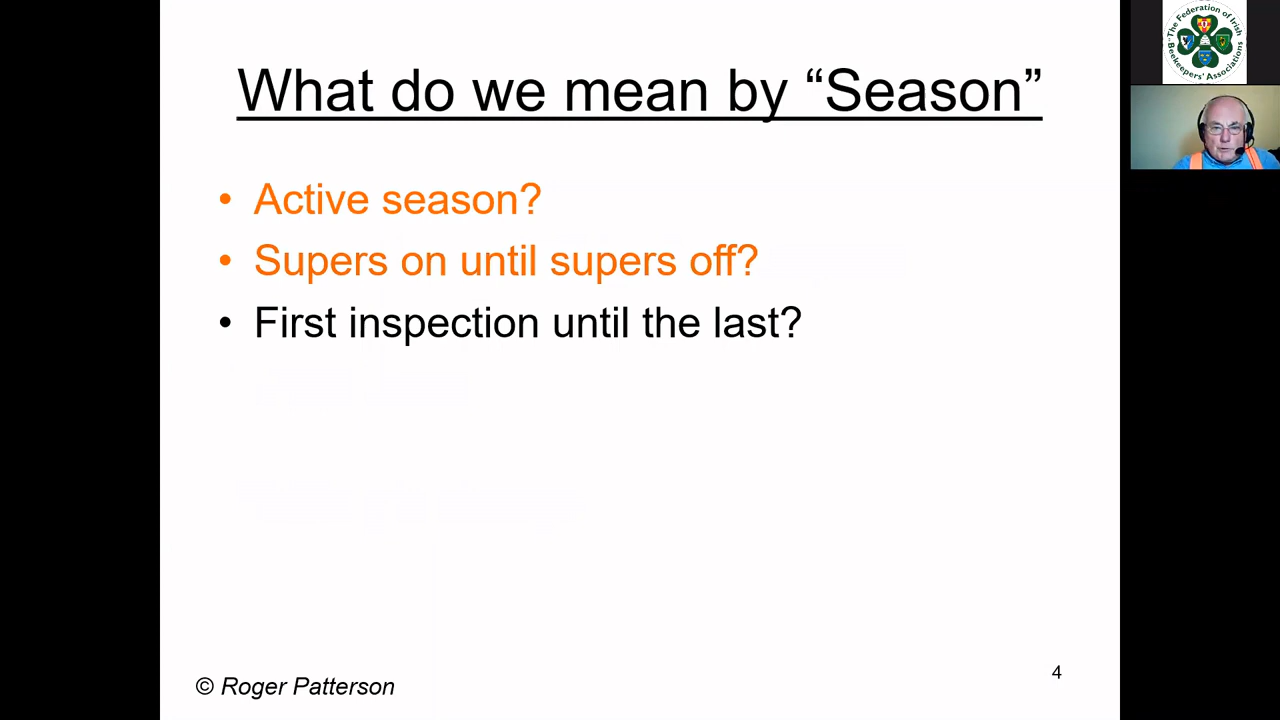 What do we mean by “Season”
• Active season?
• Supers on until supers off?
• First inspection until the last?
© Roger Patterson
4
"The Federation of Irish
Beekeepers' Associations"